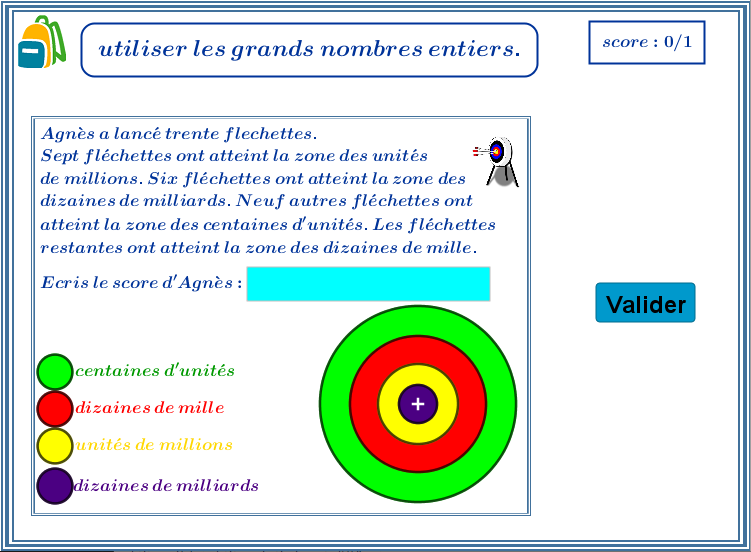 utiliser les grands nombres entiers.
score : 0/1
Agnès a lancé trente flechettes.
Sept fléchettes ont atteint la zone des unités
de millions. Six fléchettes ont atteint la zone des
dizaines de milliards. Neuf autres fléchettes ont
atteint la zone des centaines d'unités. Les fléchettes
restantes ont atteint la zone des dizaines de mille.
Ecris le score d'Agnès :
Valider
centaines d'unités
dizaines de mille
unités de millions
dizaines de milliards